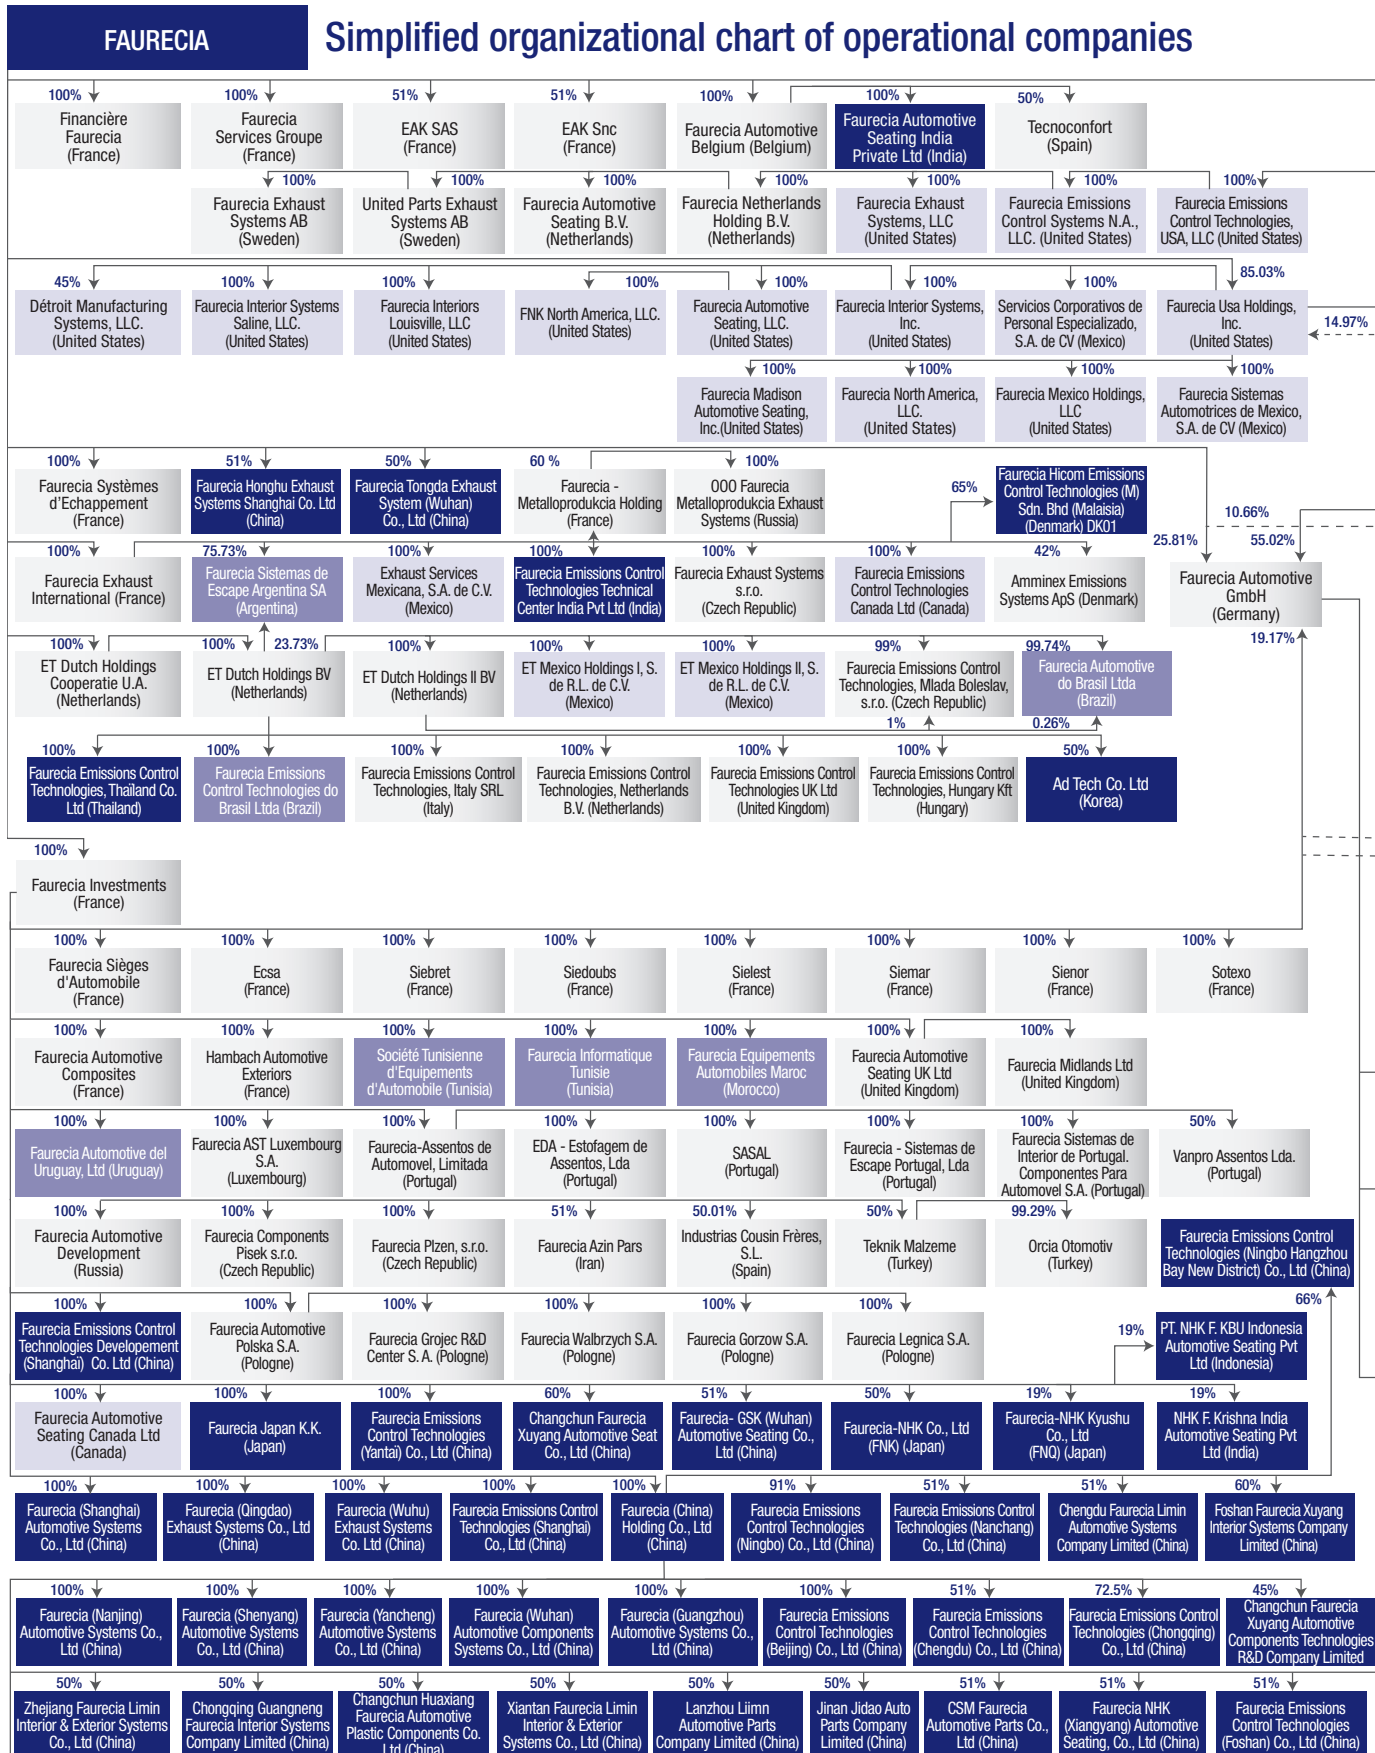 FAURECIA
Simplified organizational chart of operational companies
100%
100%
51%
51%
100%
100%
50%
Financière
Faurecia
(France)
Faurecia
Services Groupe
(France)
EAK SAS
(France)
EAK Snc
(France)
Faurecia Automotive
Belgium (Belgium)
Faurecia Automotive
Seating India
Private Ltd (India)
Tecnoconfort
(Spain)
100%
100%
100%
100%
100%
100%
100%
Faurecia Exhaust
Systems AB
(Sweden)
United Parts Exhaust
Systems AB
(Sweden)
Faurecia Automotive
Seating B.V.
(Netherlands)
Faurecia Netherlands
Holding B.V.
(Netherlands)
Faurecia Exhaust
Systems, LLC
(United States)
Faurecia Emissions
Control Systems N.A.,
LLC. (United States)
Faurecia Emissions
Control Technologies,
USA, LLC (United States)
45%
100%
100%
100%
100%
100%
100%
85.03%
Détroit Manufacturing
Systems, LLC.
(United States)
Faurecia Interior Systems
Saline, LLC.
(United States)
Faurecia Interiors
Louisville, LLC
(United States)
FNK North America, LLC.
(United States)
Faurecia Automotive
Seating, LLC.
(United States)
Faurecia Interior Systems,
Inc.
(United States)
Servicios Corporativos de
Personal Especializado,
S.A. de CV (Mexico)
Faurecia Usa Holdings,
Inc.
(United States)
14.97%
100%
100%
100%
100%
Faurecia Madison
Automotive Seating,
Inc.(United States)
Faurecia North America,
LLC.
(United States)
Faurecia Mexico Holdings,
LLC
(United States)
Faurecia Sistemas
Automotrices de Mexico,
S.A. de CV (Mexico)
100%
51%
50%
60 %
100%
Faurecia Systèmes
d'Echappement
(France)
Faurecia Honghu Exhaust
Systems Shanghai Co. Ltd
(China)
Faurecia Tongda Exhaust
System (Wuhan)
Co., Ltd (China)
Faurecia -
Metalloprodukcia Holding
(France)
OOO Faurecia
Metalloprodukcia Exhaust
Systems (Russia)
65%
Faurecia Hicom Emissions
Control Technologies (M)
Sdn. Bhd (Malaisia)
(Denmark) DK01
10.66%
25.81%
55.02%
100%
75.73%
100%
100%
100%
100%
42%
Faurecia Exhaust
International (France)
Faurecia Sistemas de
Escape Argentina SA
(Argentina)
Exhaust Services
Mexicana, S.A. de C.V.
(Mexico)
Faurecia Emissions Control
Technologies Technical
Center India Pvt Ltd (India)
Faurecia Exhaust Systems
s.r.o.
(Czech Republic)
Faurecia Emissions
Control Technologies
Canada Ltd (Canada)
Amminex Emissions
Systems ApS (Denmark)
Faurecia Automotive
GmbH
(Germany)
19.17%
100%
100%
23.73%
100%
100%
100%
99%
99.74%
ET Dutch Holdings
Cooperatie U.A.
(Netherlands)
ET Dutch Holdings BV
(Netherlands)
ET Dutch Holdings II BV
(Netherlands)
ET Mexico Holdings I, S.
de R.L. de C.V.
(Mexico)
ET Mexico Holdings II, S.
de R.L. de C.V.
(Mexico)
Faurecia Emissions Control
Technologies, Mlada Boleslav,
s.r.o. (Czech Republic)
Faurecia Automotive
do Brasil Ltda
(Brazil)
1%
0.26%
100%
100%
100%
100%
100%
100%
50%
Faurecia Emissions Control
Technologies, Thaïland Co.
Ltd (Thailand)
Faurecia Emissions
Control Technologies do
Brasil Ltda (Brazil)
Faurecia Emissions Control
Technologies, Italy SRL
(Italy)
Faurecia Emissions Control
Technologies, Netherlands
B.V. (Netherlands)
Faurecia Emissions Control
Technologies UK Ltd
(United Kingdom)
Faurecia Emissions Control
Technologies, Hungary Kft
(Hungary)
Ad Tech Co. Ltd
(Korea)
100%
Faurecia Investments
(France)
100%
100%
100%
100%
100%
100%
100%
100%
Faurecia Sièges
d'Automobile
(France)
Ecsa
(France)
Siebret
(France)
Siedoubs
(France)
Sielest
(France)
Siemar
(France)
Sienor
(France)
Sotexo
(France)
100%
100%
100%
100%
100%
100%
100%
Faurecia Automotive
Composites
(France)
Hambach Automotive
Exteriors
(France)
Société Tunisienne
d'Equipements
d'Automobile (Tunisia)
Faurecia Informatique
Tunisie
(Tunisia)
Faurecia Equipements
Automobiles Maroc
(Morocco)
Faurecia Automotive
Seating UK Ltd
(United Kingdom)
Faurecia Midlands Ltd
(United Kingdom)
100%
100%
100%
100%
100%
100%
100%
50%
Faurecia Automotive del
Uruguay, Ltd (Uruguay)
Faurecia AST Luxembourg
S.A.
(Luxembourg)
Faurecia-Assentos de
Automovel, Limitada
(Portugal)
EDA - Estofagem de
Assentos, Lda
(Portugal)
SASAL
(Portugal)
Faurecia - Sistemas de
Escape Portugal, Lda
(Portugal)
Faurecia Sistemas de
Interior de Portugal.
Componentes Para
Automovel S.A. (Portugal)
Vanpro Assentos Lda.
(Portugal)
100%
100%
100%
51%
50.01%
50%
99.29%
Faurecia Automotive
Development
(Russia)
Faurecia Components
Pisek s.r.o.
(Czech Republic)
Faurecia Plzen, s.r.o.
(Czech Republic)
Faurecia Azin Pars
(Iran)
Industrias Cousin Frères,
S.L.
(Spain)
Teknik Malzeme
(Turkey)
Orcia Otomotiv
(Turkey)
Faurecia Emissions Control
Technologies (Ningbo Hangzhou
Bay New District) Co., Ltd (China)
66%
100%
100%
100%
100%
100%
100%
Faurecia Emissions Control
Technologies Developement
(Shanghaï) Co. Ltd (China)
Faurecia Automotive
Polska S.A.
(Pologne)
Faurecia Grojec R&D
Center S. A. (Pologne)
Faurecia Walbrzych S.A.
(Pologne)
Faurecia Gorzow S.A.
(Pologne)
Faurecia Legnica S.A.
(Pologne)
19%
PT. NHK F. KBU Indonesia
Automotive Seating Pvt
Ltd (Indonesia)
100%
100%
100%
60%
51%
50%
19%
19%
Faurecia Automotive
Seating Canada Ltd
(Canada)
Faurecia Japan K.K.
(Japan)
Faurecia Emissions
Control Technologies
(Yantaï) Co., Ltd (China)
Changchun Faurecia
Xuyang Automotive Seat
Co., Ltd (China)
Faurecia- GSK (Wuhan)
Automotive Seating Co.,
Ltd (China)
Faurecia-NHK Co., Ltd
(FNK) (Japan)
Faurecia-NHK Kyushu
Co., Ltd
(FNQ) (Japan)
NHK F. Krishna India
Automotive Seating Pvt
Ltd (India)
100%
100%
100%
100%
100%
91%
51%
51%
60%
Faurecia (Shanghai)
Automotive Systems
Co., Ltd (China)
Faurecia (Qingdao)
Exhaust Systems Co., Ltd
(China)
Faurecia (Wuhu)
Exhaust Systems
Co. Ltd (China)
Faurecia Emissions Control
Technologies (Shanghai)
Co., Ltd (China)
Faurecia (China)
Holding Co., Ltd
(China)
Faurecia Emissions
Control Technologies
(Ningbo) Co., Ltd (China)
Faurecia Emissions Control
Technologies (Nanchang)
Co., Ltd (China)
Chengdu Faurecia Limin
Automotive Systems
Company Limited (China)
Foshan Faurecia Xuyang
Interior Systems Company
Limited (China)
100%
100%
100%
100%
100%
100%
51%
72.5%
45%
Faurecia (Nanjing)
Automotive Systems Co.,
Ltd (China)
Faurecia (Shenyang)
Automotive Systems
Co., Ltd (China)
Faurecia (Yancheng)
Automotive Systems
Co., Ltd (China)
Faurecia (Wuhan)
Automotive Components
Systems Co., Ltd (China)
Faurecia (Guangzhou)
Automotive Systems Co.,
Ltd (China)
Faurecia Emissions
Control Technologies
(Beijing) Co., Ltd (China)
Faurecia Emissions
Control Technologies
(Chengdu) Co., Ltd (China)
Faurecia Emissions Control
Technologies (Chongqing)
Co., Ltd (China)
Changchun Faurecia
Xuyang Automotive
Components Technologies
R&D Company Limited
50%
50%
50%
50%
50%
50%
51%
51%
51%
Zhejiang Faurecia Limin
Interior & Exterior Systems
Co., Ltd (China)
Chongqing Guangneng
Faurecia Interior Systems
Company Limited (China)
Changchun Huaxiang
Faurecia Automotive
Plastic Components Co.
Ltd (China)
Xiantan Faurecia Limin
Interior & Exterior
Systems Co., Ltd (China)
Lanzhou Liimn
Automotive Parts
Company Limited (China)
Jinan Jidao Auto
Parts Company
Limited (China)
CSM Faurecia
Automotive Parts Co.,
Ltd (China)
Faurecia NHK
(Xiangyang) Automotive
Seating, Co., Ltd (China)
Faurecia Emissions
Control Technologies
(Foshan) Co., Ltd (China)